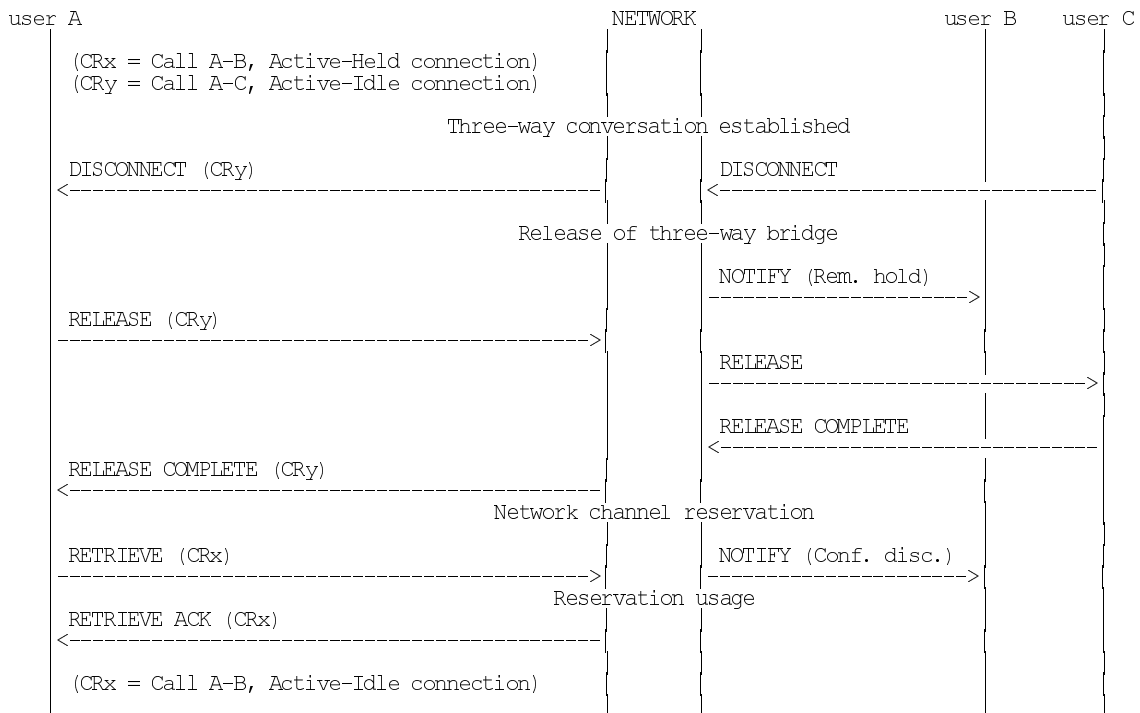 user A NETWORK user B user C
(CRx = Call A-B, Active-Held connection)
(CRy = Call A-C, Active-Idle connection)
Three-way conversation established
DISCONNECT (CRy) DISCONNECT
Release of three-way bridge
NOTIFY (Rem. hold)
RELEASE (CRy)
RELEASE
RELEASE COMPLETE
RELEASE COMPLETE (CRy)
Network channel reservation
RETRIEVE (CRx) NOTIFY (Conf. disc.)
Reservation usage
RETRIEVE ACK (CRx)
(CRx = Call A-B, Active-Idle connection)